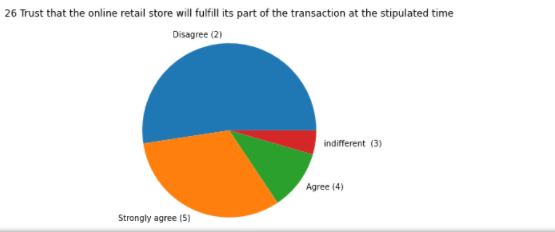 26 Trust that the online retail store will fulfill its part of the transaction at the stipulated time
Disagree (2)
indifferent  (3)
Agree (4)
Strongly agree (5)